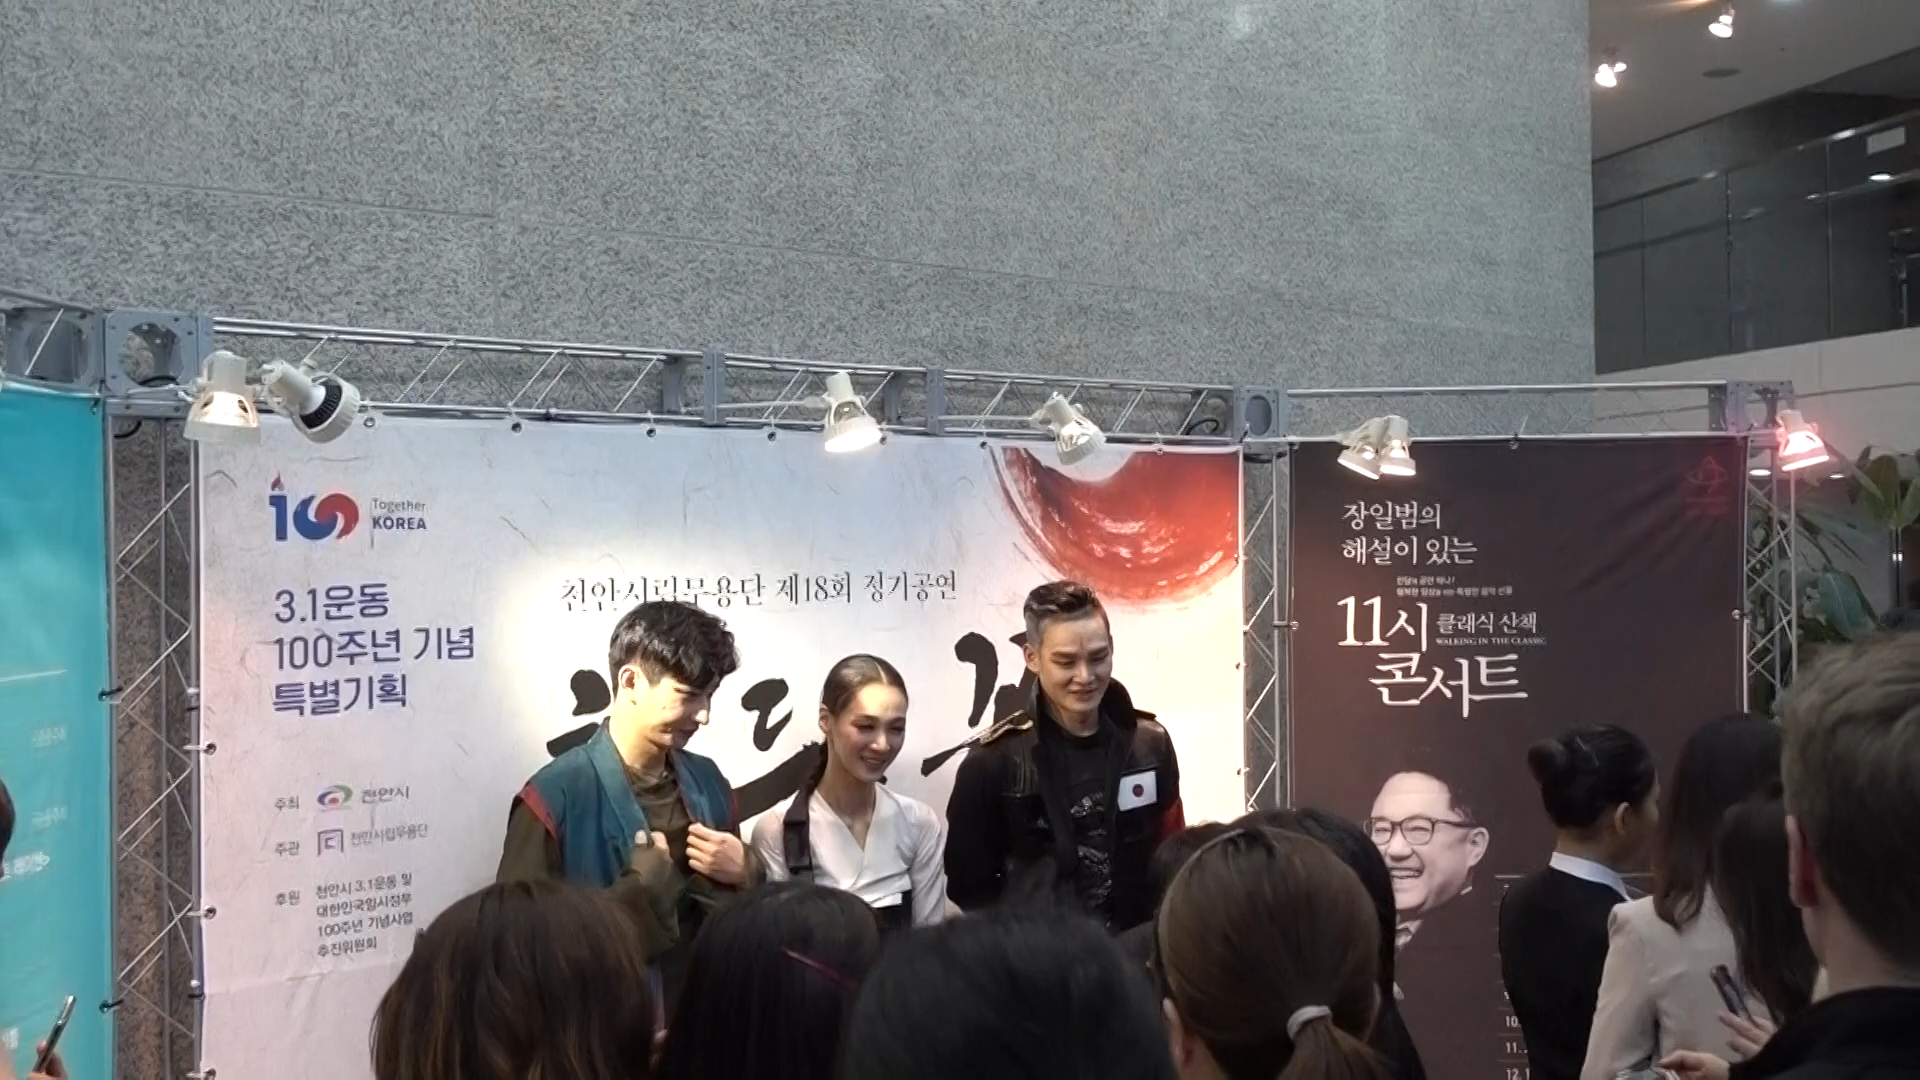 100
Together
KOREA
3.1운동
100주년 기념
특별기획
천안시립무용단 제18회 정기공연
주최 천안시
주관 천안시립무용단
후원 천안시 3.1운동 및
대한민국임시정부
100주년 기념사업
추진위원회
장일범의
해설이 있는
11시 클래식 산책
WALKING IN THE CLASSIC
콘서트
10.
11.
12.